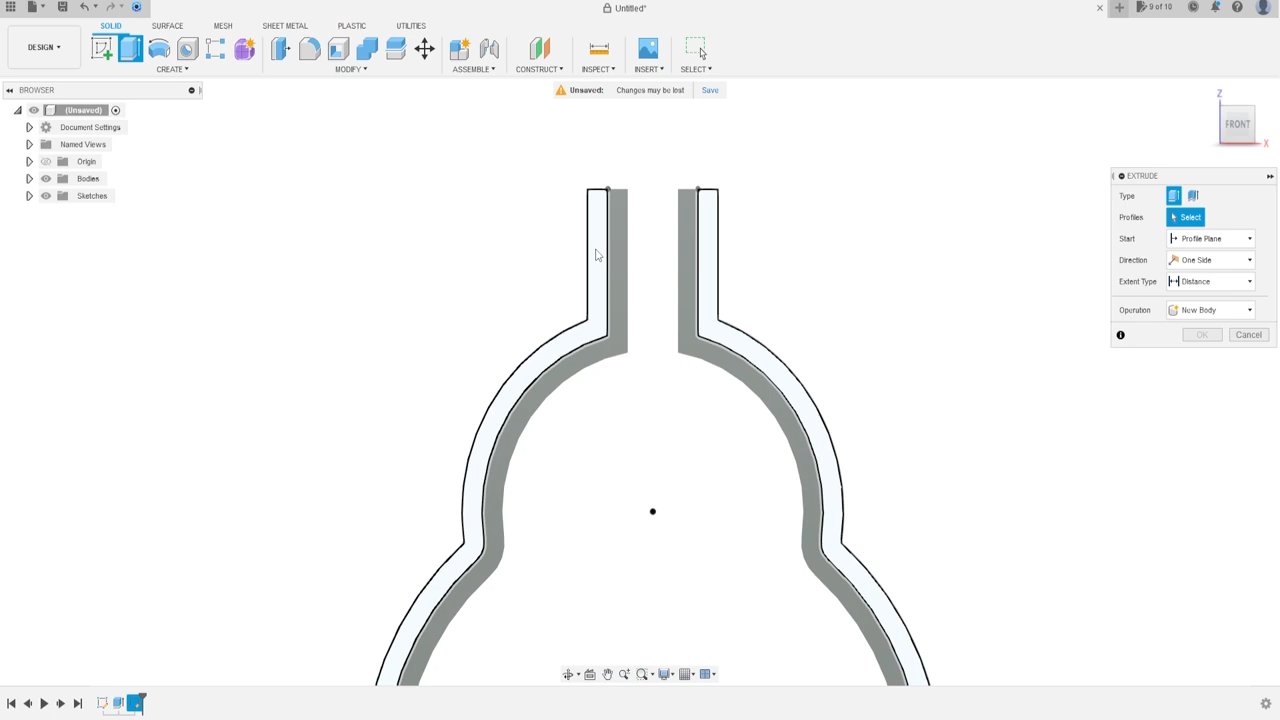 Untitled*
9 of 10
DESIGN
SOLID
SURFACE
MESH
SHEET METAL
PLASTIC
UTILITIES
CREATE
MODIFY
ASSEMBLE
CONSTRUCT
INSPECT
INSERT
SELECT
BROWSER
Unsaved:
Changes may be lost
Save
(Unsaved)
Document Settings
Named Views
Origin
Bodies
Sketches
Z
FRONT
X
EXTRUDE
Type
Profiles
Select
Start
Profile Plane
Direction
One Side
Extent Type
Distance
Operation
New Body
OK
Cancel